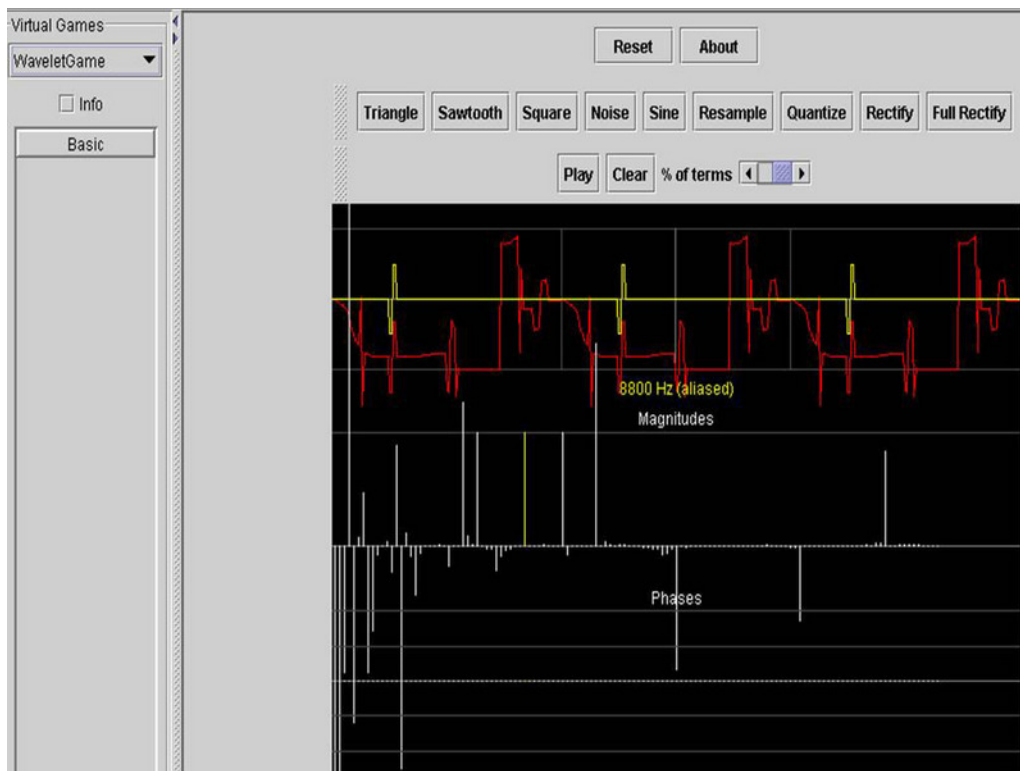 Virtual Games
WaveletGame
Info
Basic
Reset About
Triangle Sawtooth Square Noise Sine Resample Quantize Rectify Full Rectify
Play Clear % of terms
8800 Hz (aliased)
Magnitudes
Phases